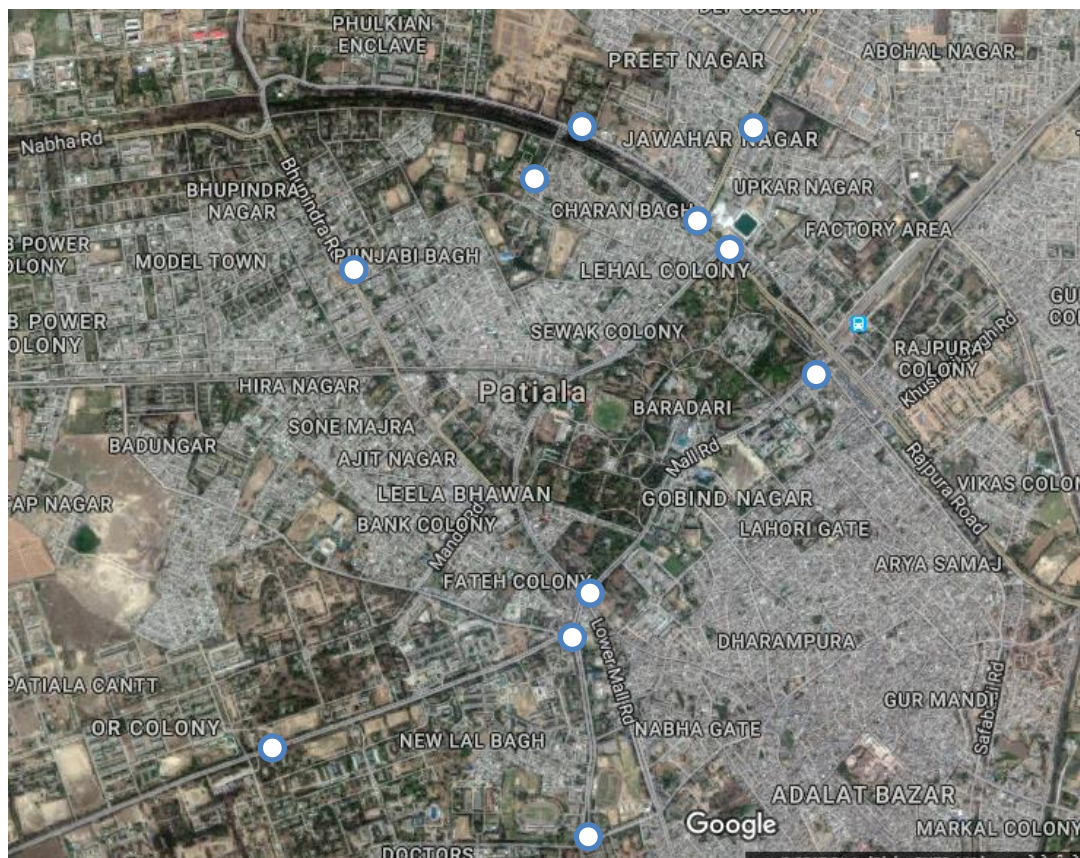 PHULKIAN
ENCLAVE
PREET NAGAR
ABCHAL NAGAR
Nabha Rd
JAWAHAR NAGAR
BHUPINDRA
NAGAR
UPKAR NAGAR
CHARAN BAGH
FACTORY AREA
Bhupindra Rd
B POWER
OLONY
MODEL TOWN
PUNJABI BAGH
LEHAL COLONY
B POWER
OLONY
SEWAK COLONY
RAJPURA
COLONY
HIRA NAGAR
Patiala
BARADARI
SONE MAJRA
BADUNGAR
AJIT NAGAR
Mall Rd
Rajpura Road
VIKAS COLON
LEELA BHAWAN
GOBIND NAGAR
TAP NAGAR
BANK COLONY
LAHORI GATE
ARYA SAMAJ
FATEH COLONY
Lower Mall Rd
DHARAMPURA
PATIALA CANTT
GUR MANDI
OR COLONY
NEW LAL BAGH
NABHA GATE
ADALAT BAZAR
Google
MARKAL COLONY
DOCTORS